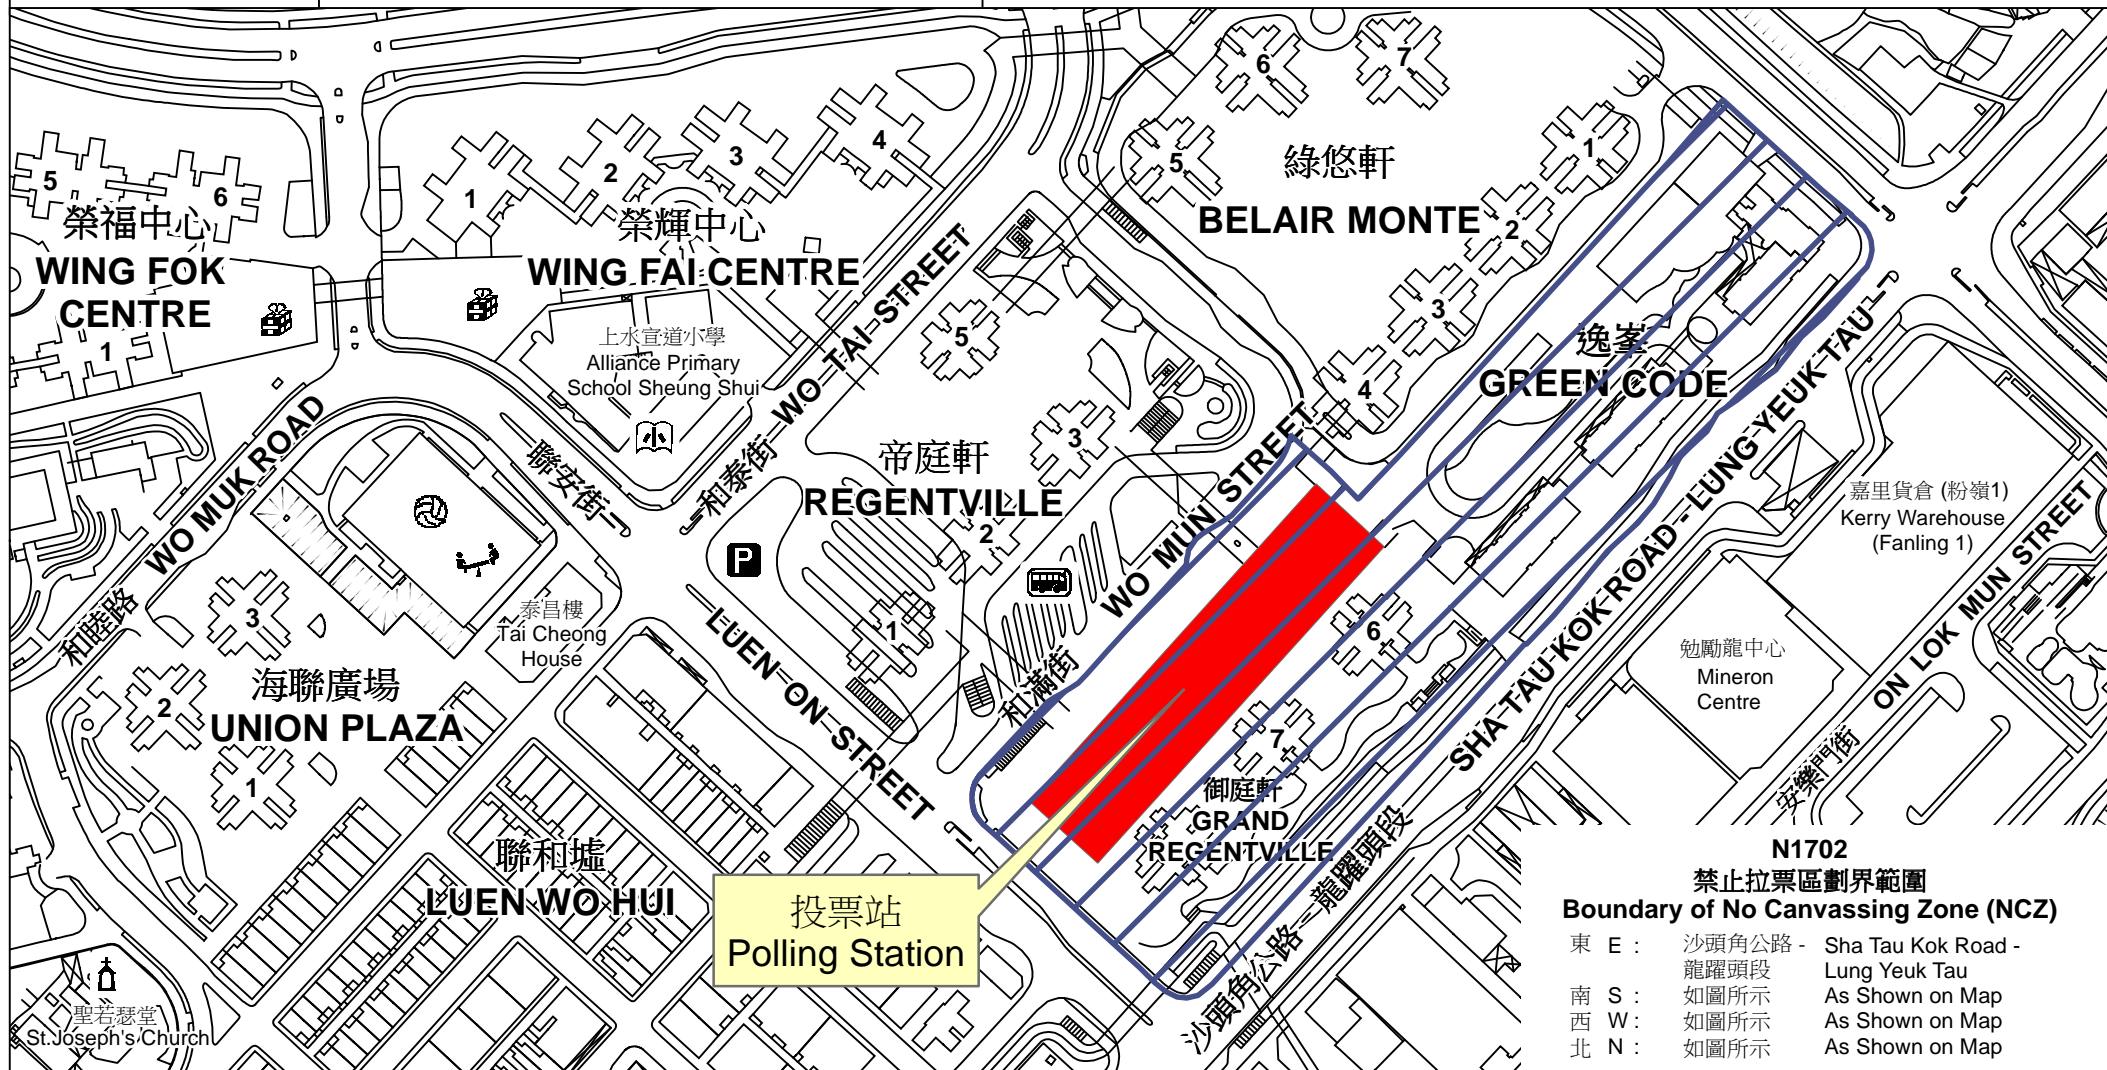 6
7
綠悠軒
BELAIR MONTE
5
1
2
3
4
5
6
榮福中心
WING FOK
CENTRE
1
1
2
3
4
榮輝中心
WING FAI CENTRE
上水宣道小學
Alliance Primary
School Sheung Shui
小
和泰街 WO TAI STREET
和睦路 WO MUK ROAD
聯安街
LUEN ON STREET
帝庭軒
REGENTVILLE
5
3
2
1
P
和滿街 WO MUN STREET
逸峯
GREEN CODE
沙頭角公路 - 龍躍頭段
SHA TAU KOK ROAD - LUNG YEUK TAU
嘉里貨倉 (粉嶺1)
Kerry Warehouse
(Fanling 1)
勉勵龍中心
Mineron
Centre
安樂門街 ON LOK MUN STREET
6
7
御庭軒
GRAND
REGENTVILLE
泰昌樓
Tai Cheong
House
3
2
1
海聯廣場
UNION PLAZA
聯和墟
LUEN WO HUI
聖若瑟堂
St.Joseph's Church
投票站
Polling Station
N1702
禁止拉票區劃界範圍
Boundary of No Canvassing Zone (NCZ)
東 E : 沙頭角公路 - Sha Tau Kok Road -
龍躍頭段 Lung Yeuk Tau
南 S : 如圖所示 As Shown on Map
西 W : 如圖所示 As Shown on Map
北 N : 如圖所示 As Shown on Map